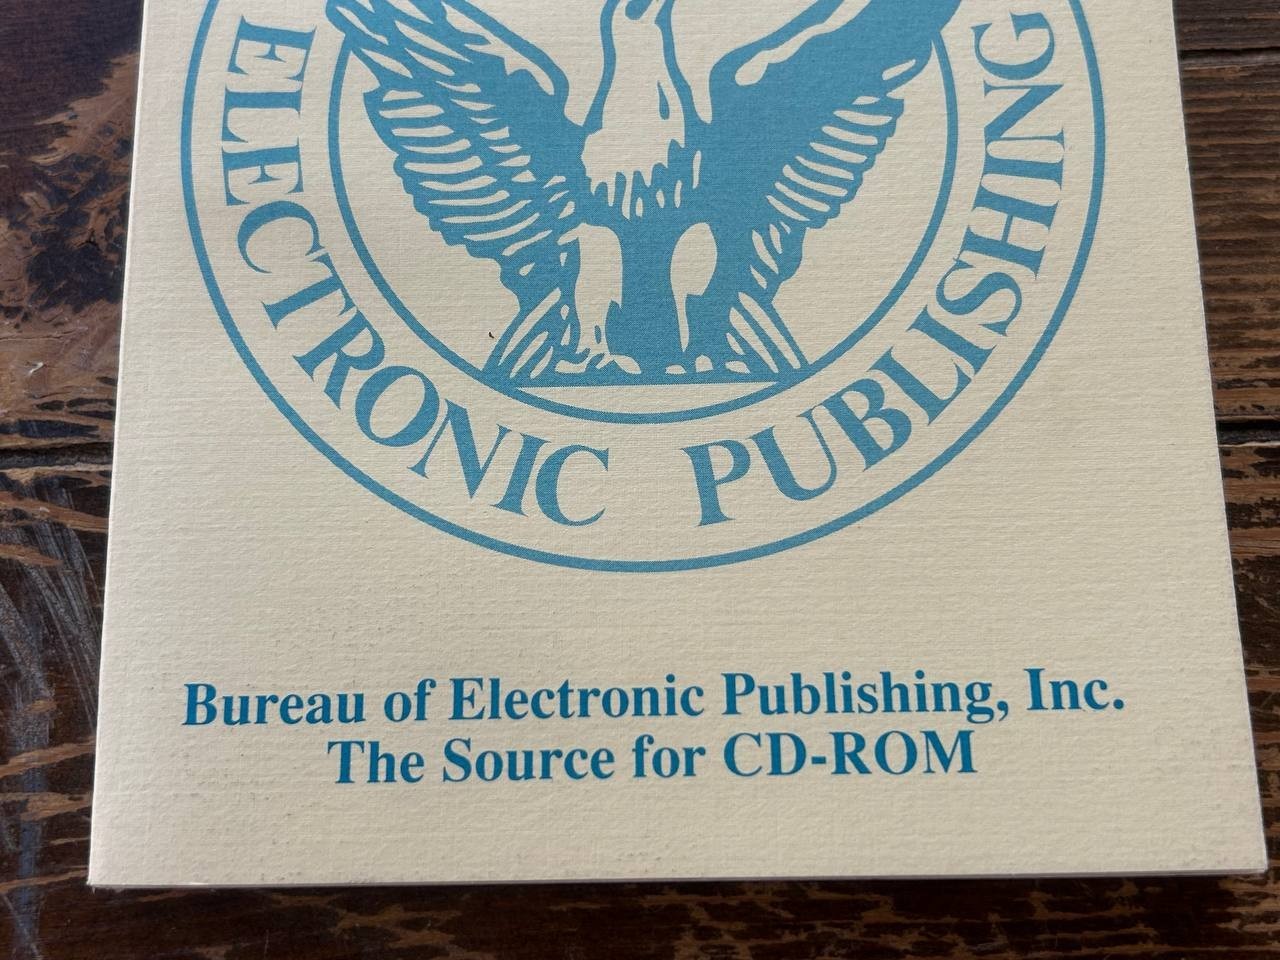 ELECTRONIC PUBLISHING
Bureau of Electronic Publishing, Inc.
The Source for CD-ROM